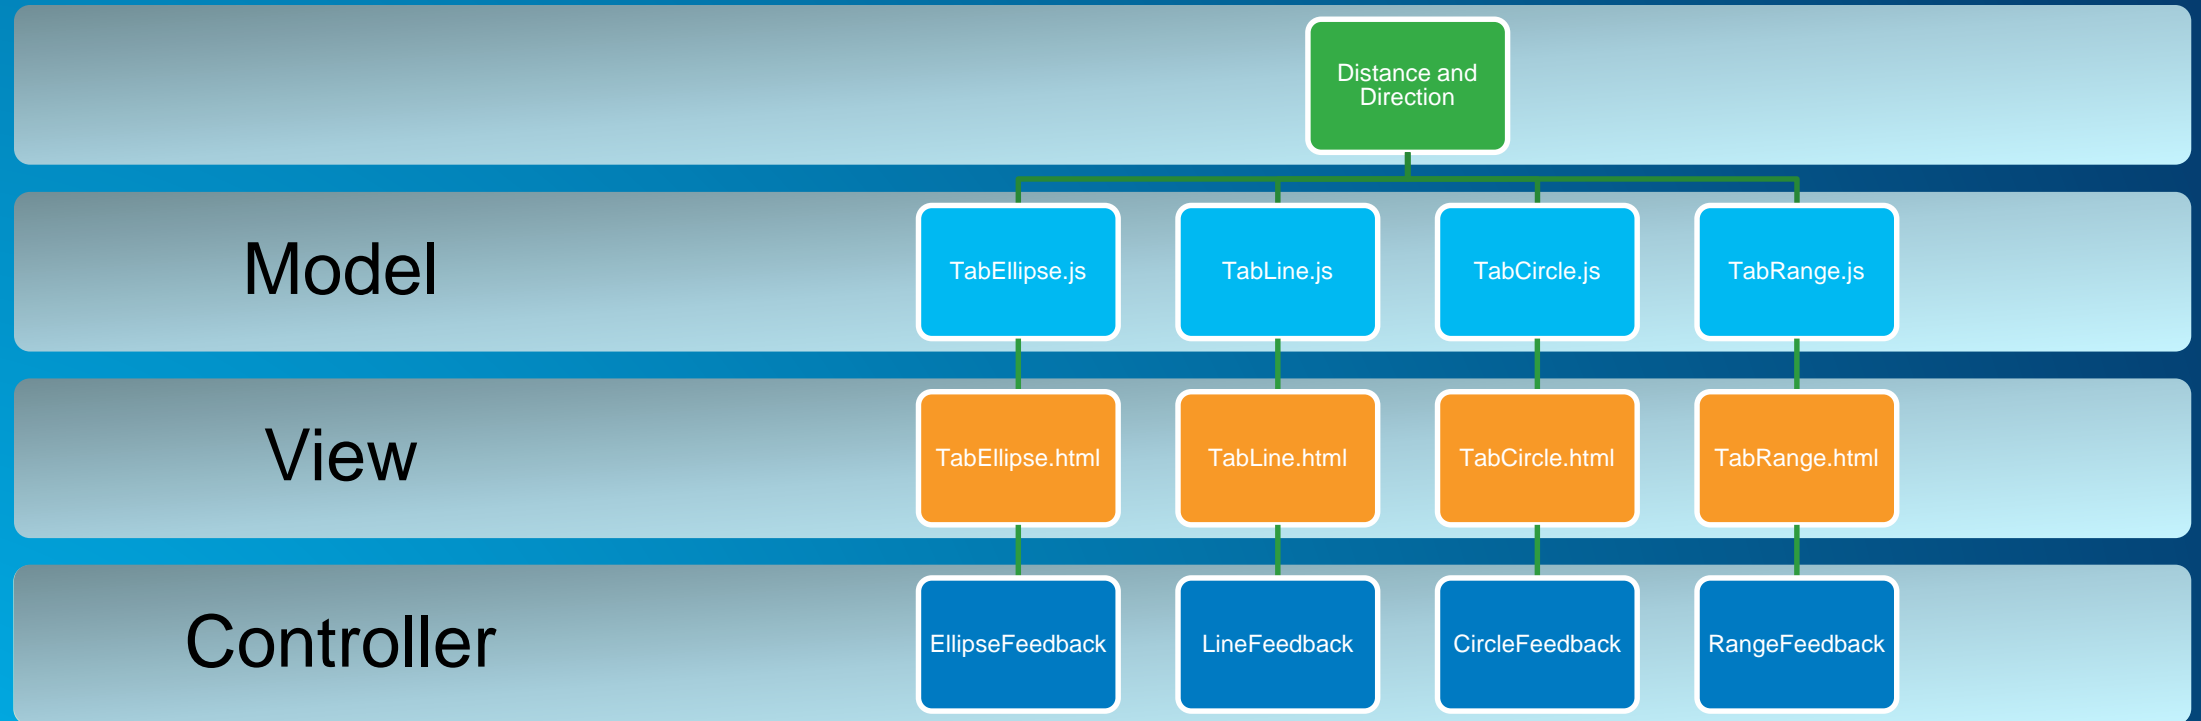 Distance and
Direction
Model
TabEllipse.js
TabLine.js
TabCircle.js
TabRange.js
View
TabEllipse.html
TabLine.html
TabCircle.html
TabRange.html
Controller
EllipseFeedback
LineFeedback
CircleFeedback
RangeFeedback